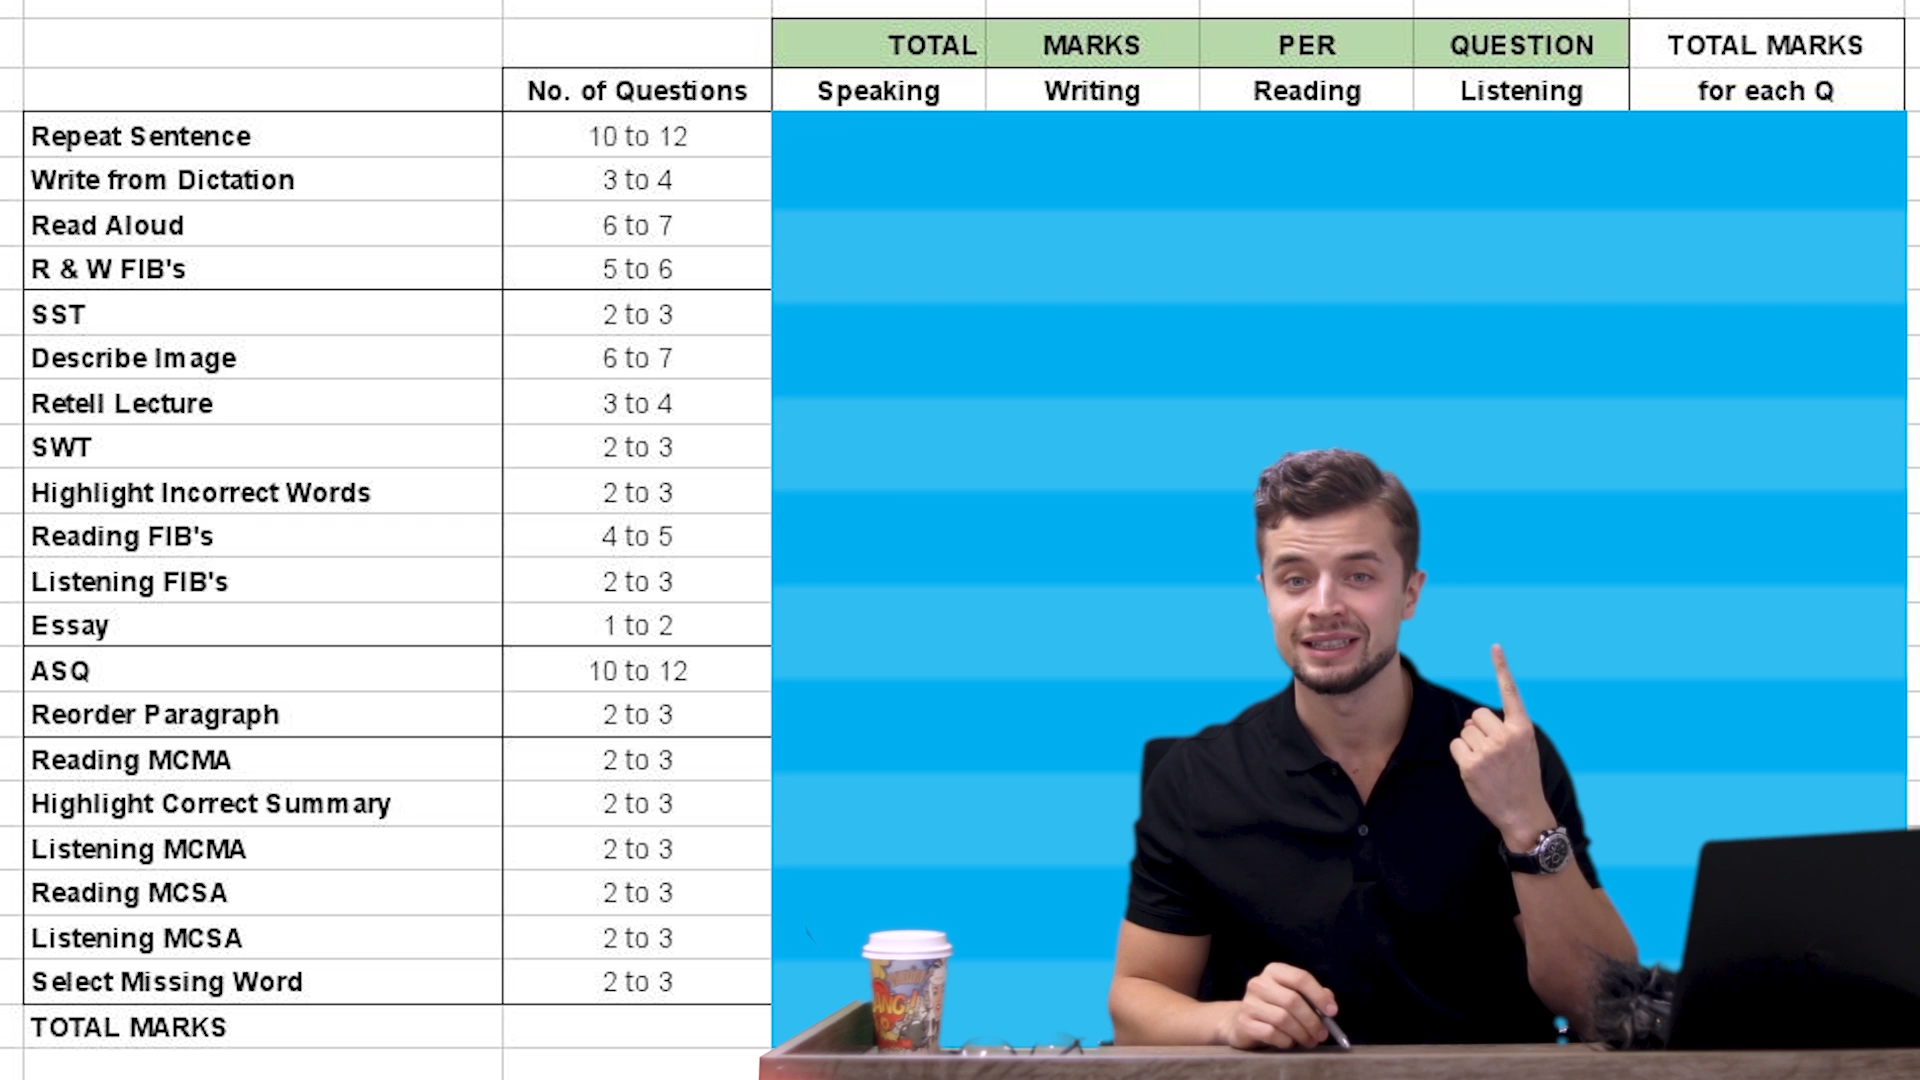 TOTAL MARKS PER QUESTION TOTAL MARKS
No. of Questions Speaking Writing Reading Listening for each Q
Repeat Sentence 10 to 12
Write from Dictation 3 to 4
Read Aloud 6 to 7
R & W FIB's 5 to 6
SST 2 to 3
Describe Image 6 to 7
Retell Lecture 3 to 4
SWT 2 to 3
Highlight Incorrect Words 2 to 3
Reading FIB's 4 to 5
Listening FIB's 2 to 3
Essay 1 to 2
ASQ 10 to 12
Reorder Paragraph 2 to 3
Reading MCMA 2 to 3
Highlight Correct Summary 2 to 3
Listening MCMA 2 to 3
Reading MCSA 2 to 3
Listening MCSA 2 to 3
Select Missing Word 2 to 3
TOTAL MARKS